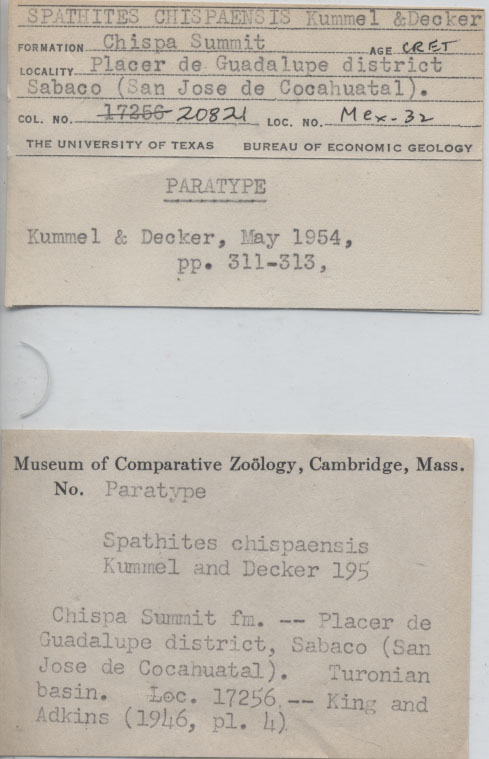 SPATHITES CHISPAENSIS Kummel &Decker
FORMATION Chispa Summit AGE CRET
LOCALITY Placer de Guadalupe district
Sabaco (San Jose de Cocahuatal).
COL. NO. 17256 20821 LOC. NO. Mex-32
THE UNIVERSITY OF TEXAS BUREAU OF ECONOMIC GEOLOGY
PARATYPE
Kummel & Decker, May 1954,
pp. 311-313,
Museum of Comparative Zoölogy, Cambridge, Mass.
No. Paratype
Spathites chispaensis
Kummel and Decker 195
Chispa Summit fm. -- Placer de
Guadalupe district, Sabaco (San
Jose de Cocahuatal). Turonian
basin. Loc. 17256 -- King and
Adkins (1946, pl. 4)